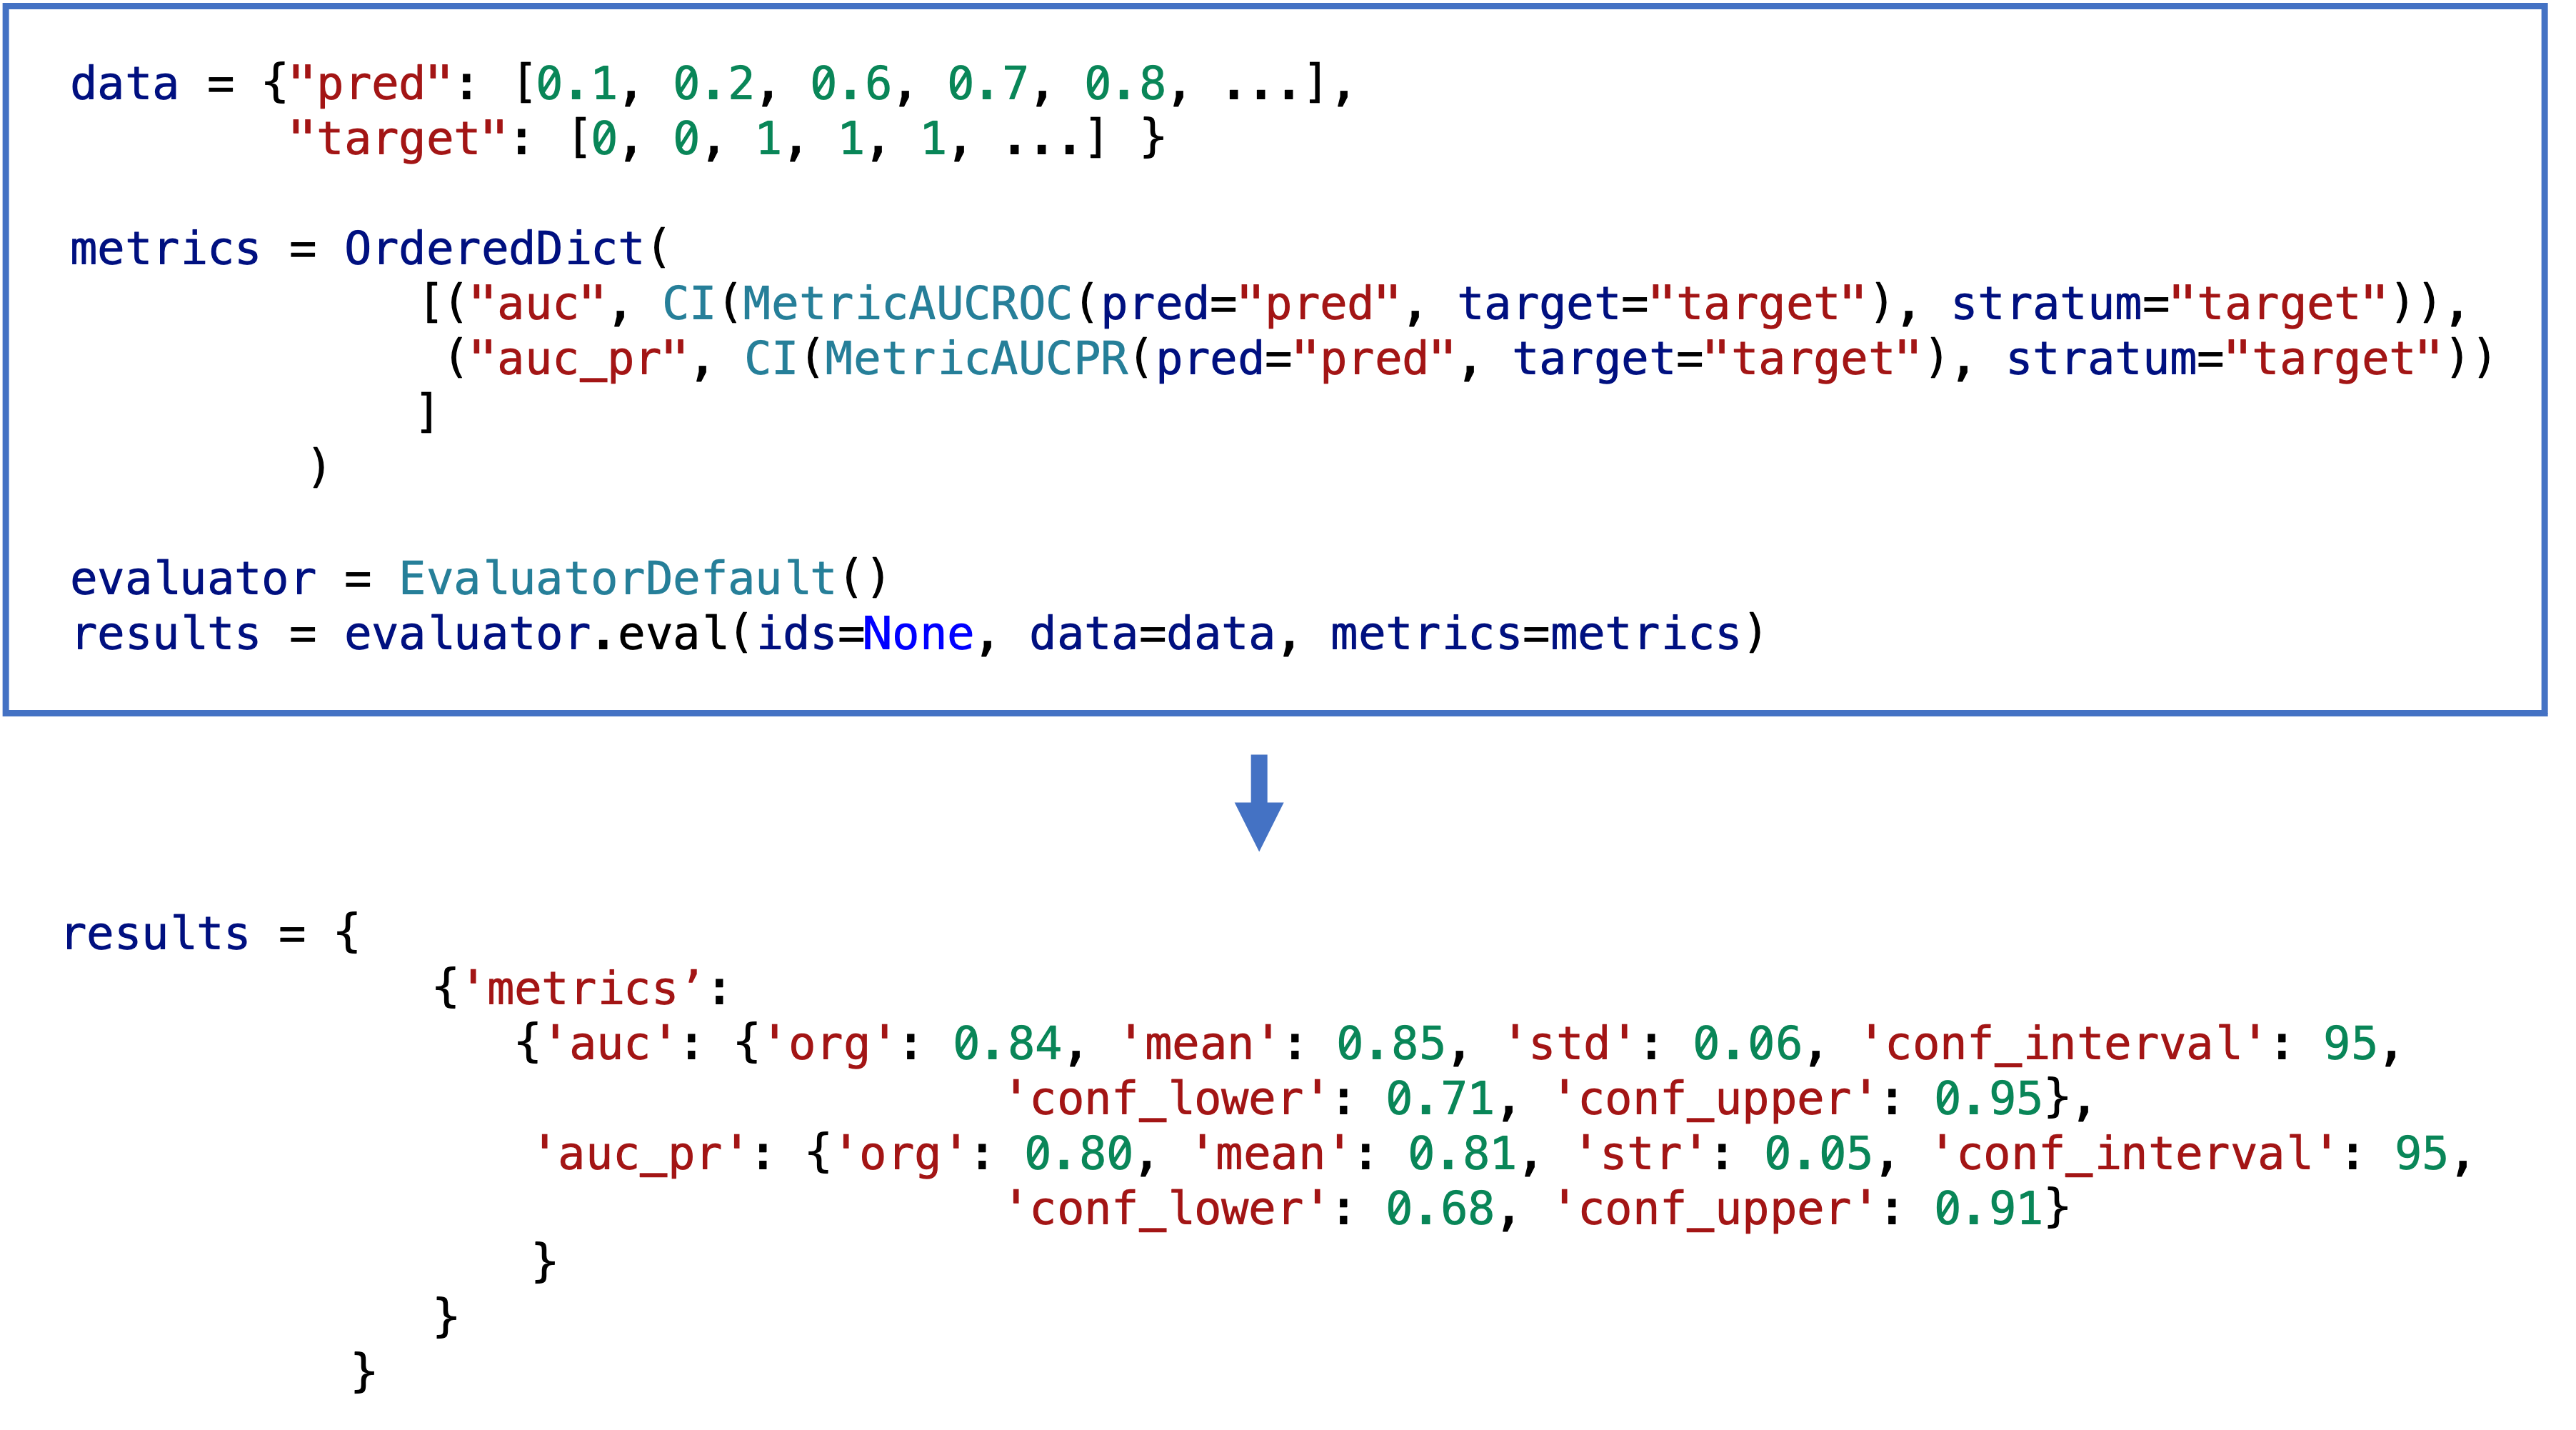 data = {"pred": [0.1, 0.2, 0.6, 0.7, 0.8, ...],
"target": [0, 0, 1, 1, 1, ...] }
metrics = OrderedDict(
[("auc", CI(MetricAUCROC(pred="pred", target="target"), stratum="target")),
("auc_pr", CI(MetricAUCPR(pred="pred", target="target"), stratum="target"))
]
)
evaluator = EvaluatorDefault()
results = evaluator.eval(ids=None, data=data, metrics=metrics)
results = {
{'metrics’:
{'auc': {'org': 0.84, 'mean': 0.85, 'std': 0.06, 'conf_interval': 95,
'conf_lower': 0.71, 'conf_upper': 0.95},
'auc_pr': {'org': 0.80, 'mean': 0.81, 'str': 0.05, 'conf_interval': 95,
'conf_lower': 0.68, 'conf_upper': 0.91}
}
}
}